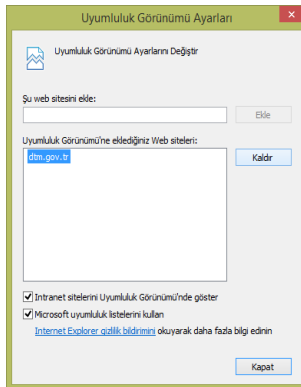 Uyumluluk Görünümü Ayarları
Uyumluluk Görünümü Ayarlarını Değiştir
Şu web sitesini ekle:
Ekle
Uyumluluk Görünümü'ne eklediğiniz Web siteleri:
dtm.gov.tr
Kaldır
Intranet sitelerini Uyumluluk Görünümü'nde göster
Microsoft uyumluluk listelerini kullan
Internet Explorer gizlilik bildirimini okuyarak daha fazla bilgi edinin
Kapat